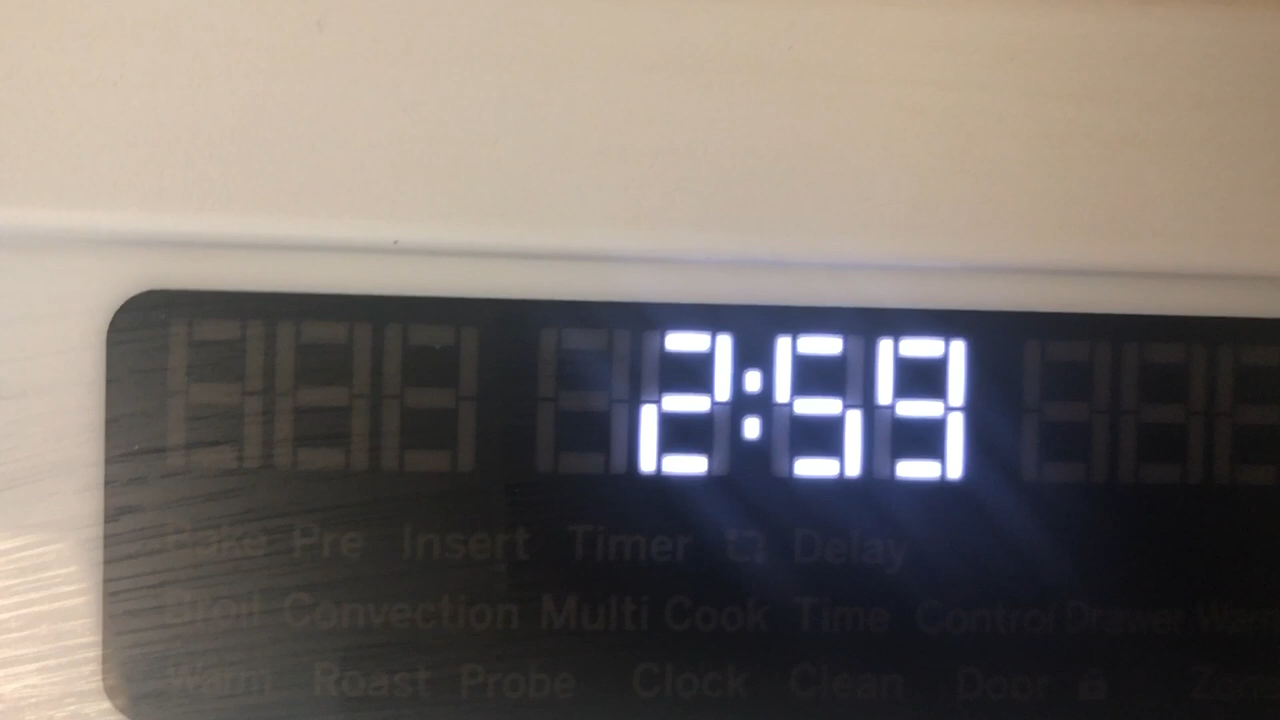 2:59
Bake Pre Insert Timer Delay
Broil Convection Multi Cook Time Control Drawer Warm
Warm Roast Probe Clock Clean Door